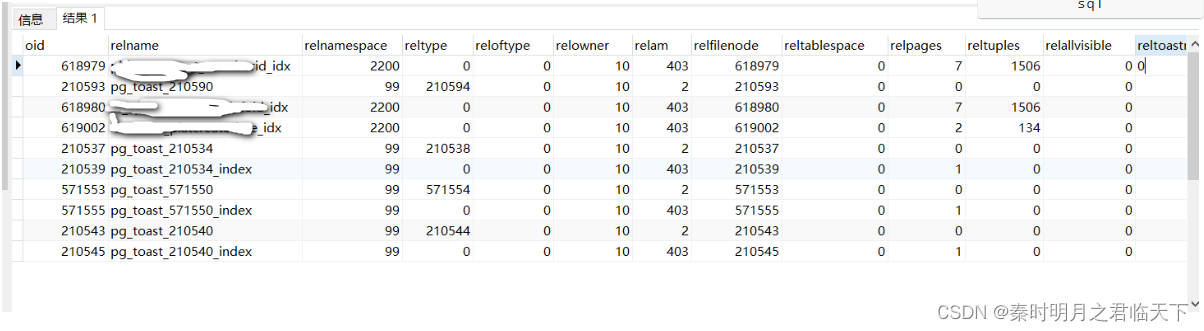 sql
信息 结果 1
oid relname relnamespace reltype reloftype relowner relam relfilenode reltablespace relpages reltuples relallvisible reltoastr
618979 rid_idx 2200 0 0 10 403 618979 0 7 1506 0 0
210593 pg_toast_210590 99 210594 0 10 2 210593 0 0 0 0
618980 _idx 2200 0 0 10 403 618980 0 7 1506 0
619002 e_idx 2200 0 0 10 403 619002 0 2 134 0
210537 pg_toast_210534 99 210538 0 10 2 210537 0 0 0 0
210539 pg_toast_210534_index 99 0 0 10 403 210539 0 1 0 0
571553 pg_toast_571550 99 571554 0 10 2 571553 0 0 0 0
571555 pg_toast_571550_index 99 0 0 10 403 571555 0 1 0 0
210543 pg_toast_210540 99 210544 0 10 2 210543 0 0 0 0
210545 pg_toast_210540_index 99 0 0 10 403 210545 0 1 0 0
CSDN @秦时明月之君临天下